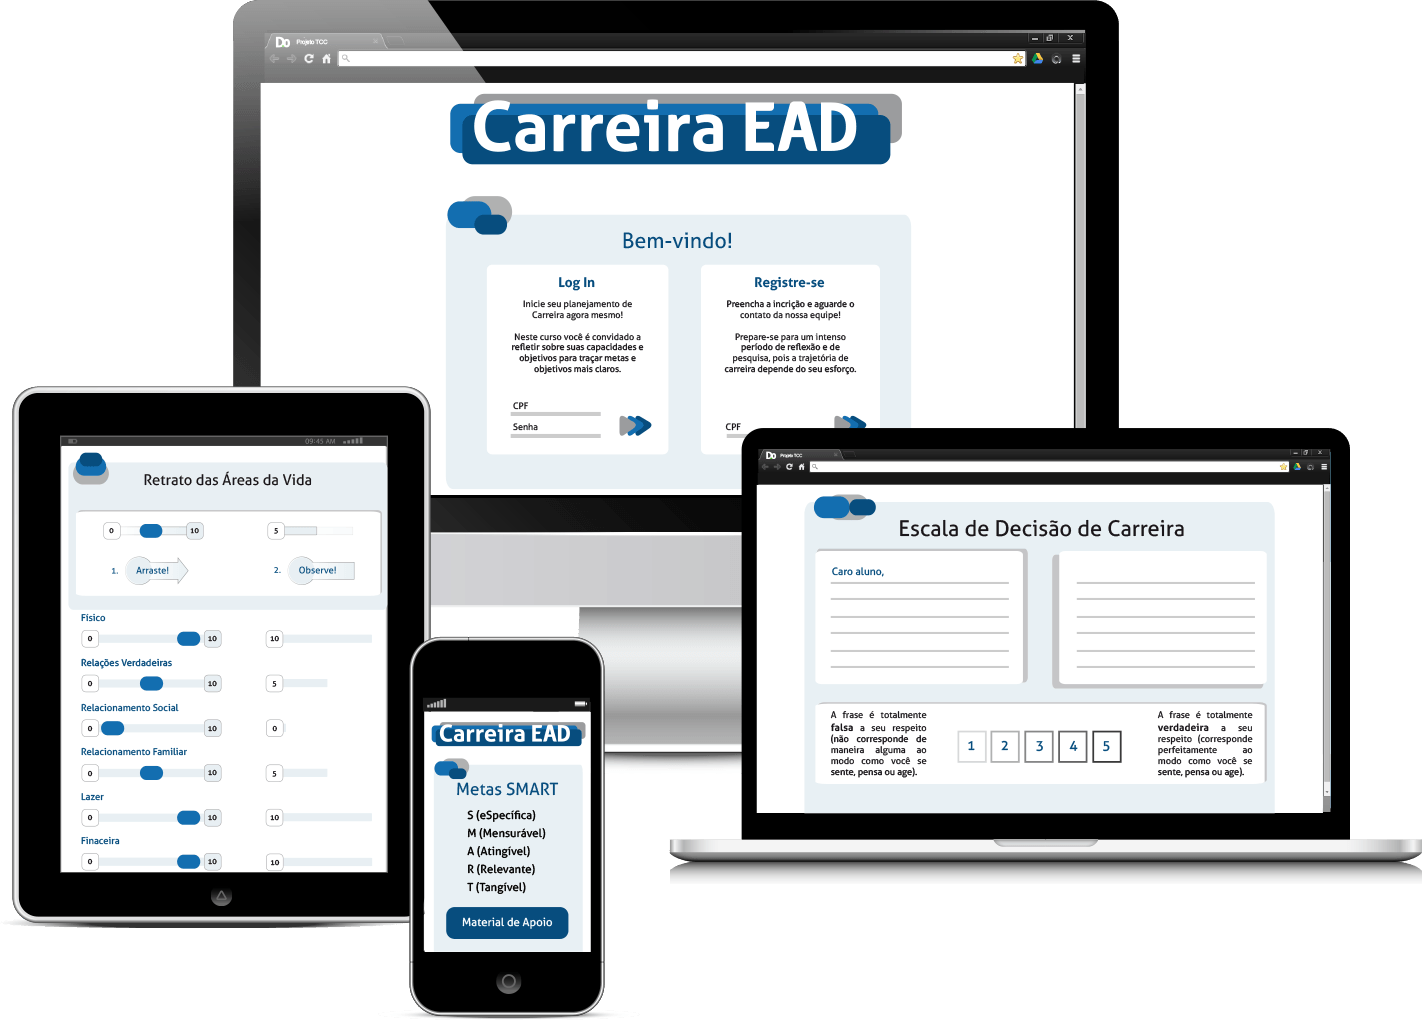 Do Projeto TCC
Carreira EAD
Bem-vindo!
Log In
Inicie seu planejamento de
Carreira agora mesmo!
Neste curso você é convidado a
refletir sobre suas capacidades e
objetivos para traçar metas e
objetivos mais claros.
CPF
Senha
Registre-se
Preencha a incrição e aguarde o
contato da nossa equipe!
Prepare-se para um intenso
período de reflexão e de
pesquisa, pois a trajetória de
carreira depende do seu esforço.
CPF
09:45 AM
Retrato das Áreas da Vida
0 10 5
1. Arraste! 2. Observe!
Físico
0 10 10
Relações Verdadeiras
0 10 5
Relacionamento Social
0 10 0
Relacionamento Familiar
0 10 5
Lazer
0 10 10
Finaceira
0 10 10
Carreira EAD
Metas SMART
S (eSpecífica)
M (Mensurável)
A (Atingível)
R (Relevante)
T (Tangível)
Material de Apoio
Do Projeto TCC
Escala de Decisão de Carreira
Caro aluno,
A frase é totalmente
falsa a seu respeito
(não corresponde de
maneira alguma ao
modo como você se
sente, pensa ou age).
1 2 3 4 5
A frase é totalmente
verdadeira a seu
respeito (corresponde
perfeitamente ao
modo como você se
sente, pensa ou age).